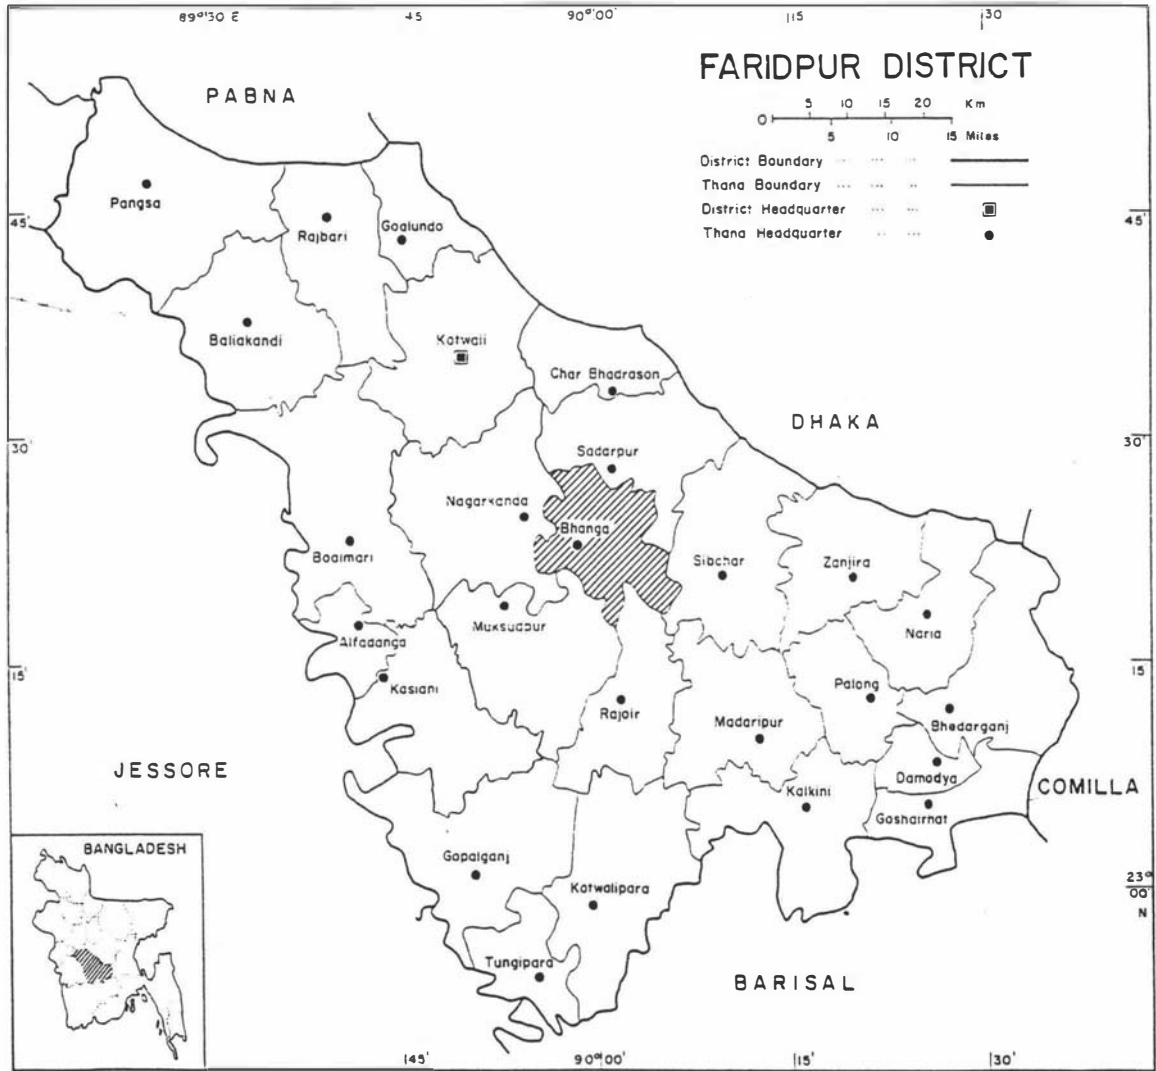 89°30 E 45 90°00' 15 30
FARIDPUR DISTRICT
PABNA
5 10 15 20 Km
0
5 10 15 Miles
District Boundary
Thana Boundary
District Headquarter
Thana Headquarter
Pangsa
45'
Rajbari
Goalundo
45'
Baliakandi
Kotwali
Char Bhadrason
DHAKA
30'
30'
Sadarpur
Nagarkanda
Bhanga
Boalmari
Sibchar
Zanjira
Muksudpur
Naria
Alfadanga
15'
15
Kasiani
Rajoir
Palong
Madaripur
Bhedarganj
JESSORE
Damodya
COMILLA
Kalkini
Goshairhat
BANGLADESH
Gopalganj
Kotwalipara
23°
00'
N
Tungipara
BARISAL
45' 90°00' 15' 30'